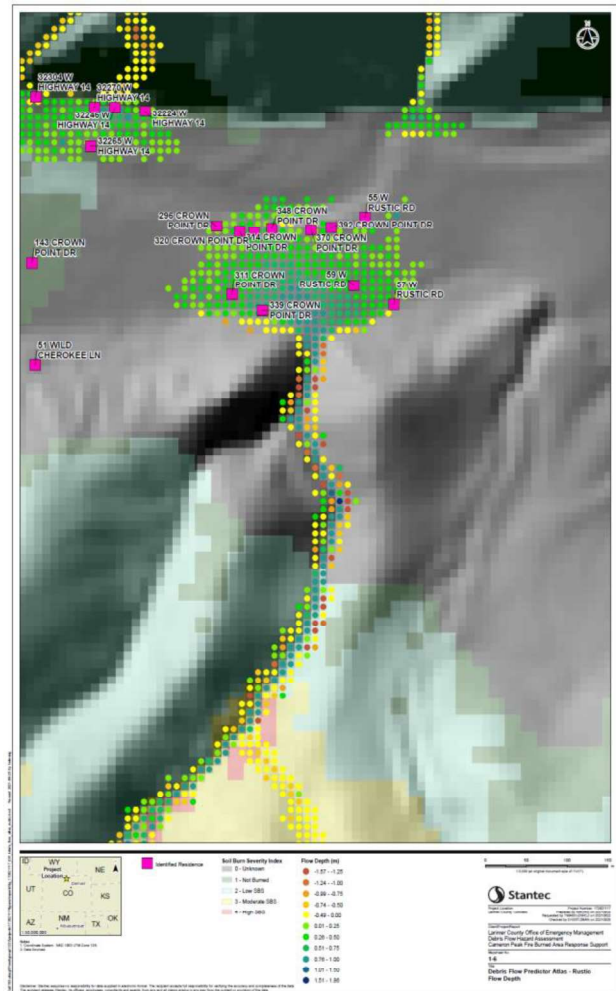 32304 W
HIGHWAY 14
32270 W
HIGHWAY 14
32246 W
HIGHWAY 14
32224 W
HIGHWAY 14
32265 W
HIGHWAY 14
143 CROWN
POINT DR
51 WILD
CHEROKEE LN
296 CROWN
POINT DR
348 CROWN
POINT DR
55 W
RUSTIC RD
392 CROWN POINT DR
320 CROWN POINT DR
314 CROWN
POINT DR
370 CROWN
POINT DR
311 CROWN
POINT DR
59 W
RUSTIC RD
57 W
RUSTIC RD
339 CROWN
POINT DR
ID
WY
NE
Project
Location
UT
CO
KS
AZ
NM
TX
OK
Identified Residence
Soil Burn Severity Index
0 - Unknown
1 - Not Burned
2 - Low SBS
3 - Moderate SBS
Flow Depth (m)
-1.57 - -1.25
-1.24 - -1.00
-0.99 - -0.75
-0.74 - -0.50
-0.49 - 0.00
0.01 - 0.25
0.26 - 0.50
0.51 - 0.75
0.76 - 1.00
1.01 - 1.50
Stantec
Larimer County Office of Emergency Management
Debris Flow Hazard Assessment
Cameron Peak Fire Burned Area Response Support
1-6
Title
Debris Flow Predictor Atlas - Rustic
Flow Depth